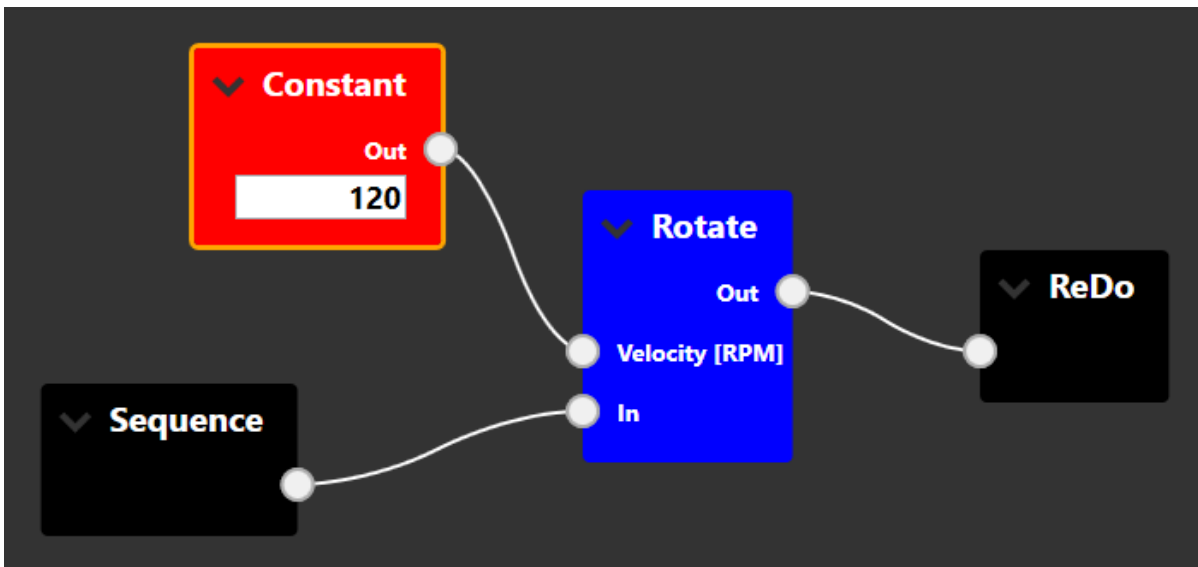 Constant
Out
120
Rotate
Out
Velocity [RPM]
In
ReDo
Sequence